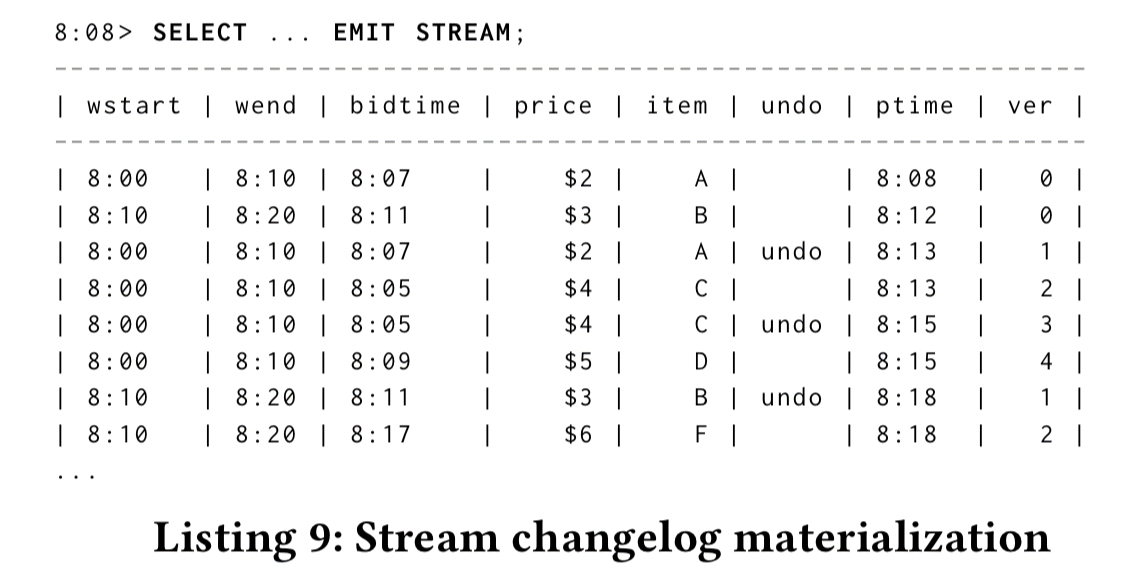 8:08> SELECT ... EMIT STREAM;
-------------------------------------------------------------
| wstart | wend | bidtime | price | item | undo | ptime | ver |
-------------------------------------------------------------
| 8:00 | 8:10 | 8:07 | $2 | A | | 8:08 | 0 |
| 8:10 | 8:20 | 8:11 | $3 | B | | 8:12 | 0 |
| 8:00 | 8:10 | 8:07 | $2 | A | undo | 8:13 | 1 |
| 8:00 | 8:10 | 8:05 | $4 | C | | 8:13 | 2 |
| 8:00 | 8:10 | 8:05 | $4 | C | undo | 8:15 | 3 |
| 8:00 | 8:10 | 8:09 | $5 | D | | 8:15 | 4 |
| 8:10 | 8:20 | 8:11 | $3 | B | undo | 8:18 | 1 |
| 8:10 | 8:20 | 8:17 | $6 | F | | 8:18 | 2 |
...
Listing 9: Stream changelog materialization